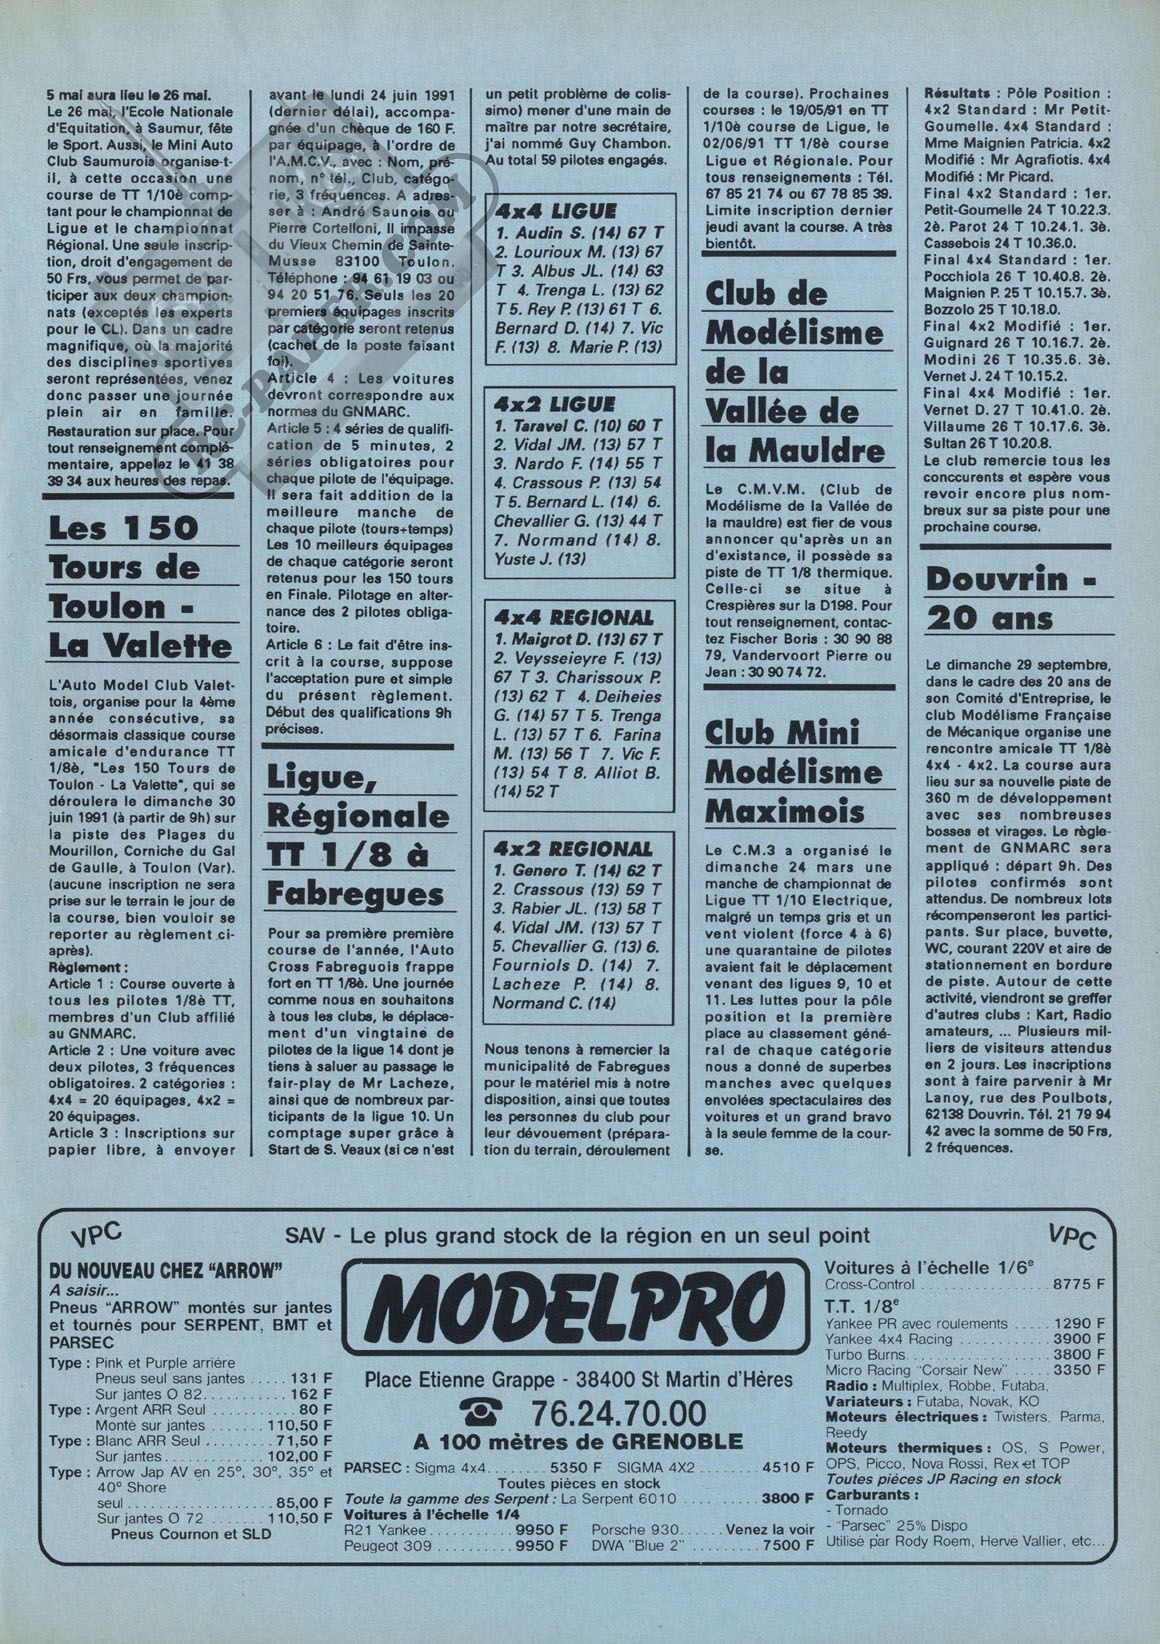 5 mai aura lieu le 26 mai.
Le 26 mai, l'Ecole Nationale
d'Equitation, à Saumur, fête
le Sport. Aussi, le Mini Auto
Club Saumurois organise-t-
il, à cette occasion une
course de TT 1/10è comp-
tant pour le championnat de
Ligue et le championnat
Régional. Une seule inscrip-
tion, droit d'engagement de
50 Frs, vous permet de par-
ticiper aux deux champion-
nats (exceptés les experts
pour le CL). Dans un cadre
magnifique, où la majorité
des disciplines sportives
seront représentées, venez
donc passer une journée
plein air en famille.
Restauration sur place. Pour
tout renseignement complé-
mentaire, appelez le 41 38
39 34 aux heures des repas.
Les 150
Tours de
Toulon -
La Valette
L'Auto Model Club Valet-
tois, organise pour la 4ème
année consécutive, sa
désormais classique course
amicale d'endurance TT
1/8è, "Les 150 Tours de
Toulon - La Valette", qui se
déroulera le dimanche 30
juin 1991 (à partir de 9h) sur
la piste des Plages du
Mourillon, Corniche du Gal
de Gaulle, à Toulon (Var).
(aucune inscription ne sera
prise sur le terrain le jour de
la course, bien vouloir se
reporter au règlement ci-
après).
Règlement :
Article 1 : Course ouverte à
tous les pilotes 1/8è TT,
membres d'un Club affilié
au GNMARC.
Article 2 : Une voiture avec
deux pilotes, 3 fréquences
obligatoires. 2 catégories :
4x4 = 20 équipages, 4x2 =
20 équipages.
Article 3 : Inscriptions sur
papier libre, à envoyer
avant le lundi 24 juin 1991
(dernier délai), accompa-
gnée d'un chèque de 160 F.
par équipage, à l'ordre de
l'A.M.C.V., avec : Nom, pré-
nom, n° tél., Club, catégo-
rie, 3 fréquences. A adres-
ser à : André Saunois ou
Pierre Cortelloni, II impasse
du Vieux Chemin de Sainte-
Musse 83100 Toulon.
Téléphone : 94 61 19 03 ou
94 20 51 76. Seuls les 20
premiers équipages inscrits
par catégorie seront retenus
(cachet de la poste faisant
foi).
Article 4 : Les voitures
devront correspondre aux
normes du GNMARC.
Article 5 : 4 séries de qualifi-
cation de 5 minutes, 2
séries obligatoires pour
chaque pilote de l'équipage.
Il sera fait addition de la
meilleure manche de
chaque pilote (tours+temps)
Les 10 meilleurs équipages
de chaque catégorie seront
retenus pour les 150 tours
en Finale. Pilotage en alter-
nance des 2 pilotes obliga-
toire.
Article 6 : Le fait d'être ins-
crit à la course, suppose
l'acceptation pure et simple
du présent règlement.
Début des qualifications 9h
précises.
Ligue,
Régionale
TT 1/8 à
Fabregues
Pour sa première première
course de l'année, l'Auto
Cross Fabreguois frappe
fort en TT 1/8è. Une journée
comme nous en souhaitons
à tous les clubs, le déplace-
ment d'un vingtaine de
pilotes de la ligue 14 dont je
tiens à saluer au passage le
fair-play de Mr Lacheze,
ainsi que de nombreux par-
ticipants de la ligue 10. Un
comptage super grâce à
Start de S. Veaux (si ce n'est
un petit problème de colis-
simo) mener d'une main de
maître par notre secrétaire,
j'ai nommé Guy Chambon.
Au total 59 pilotes engagés.
4x4 LIGUE
1. Audin S. (14) 67 T
2. Lourioux M. (13) 67
T 3. Albus JL. (14) 63
T 4. Trenga L. (13) 62
T 5. Rey P. (13) 61 T 6.
Bernard D. (14) 7. Vic
F. (13) 8. Marie P. (13)
4x2 LIGUE
1. Taravel C. (10) 60 T
2. Vidal JM. (13) 57 T
3. Nardo F. (14) 55 T
4. Crassous P. (13) 54
T 5. Bernard L. (14) 6.
Chevallier G. (13) 44 T
7. Normand (14) 8.
Yuste J. (13)
4x4 REGIONAL
1. Maigrot D. (13) 67 T
2. Veysseieyre F. (13)
67 T 3. Charissoux P.
(13) 62 T 4. Deiheies
G. (14) 57 T 5. Trenga
L. (13) 57 T 6. Farina
M. (13) 56 T 7. Vic F.
(13) 54 T 8. Alliot B.
(14) 52 T
4x2 REGIONAL
1. Genero T. (14) 62 T
2. Crassous (13) 59 T
3. Rabier JL. (13) 58 T
4. Vidal JM. (13) 57 T
5. Chevallier G. (13) 6.
Fourniols D. (14) 7.
Lacheze P. (14) 8.
Normand C. (14)
Nous tenons à remercier la
municipalité de Fabregues
pour le matériel mis à notre
disposition, ainsi que toutes
les personnes du club pour
leur dévouement (prépara-
tion du terrain, déroulement
de la course). Prochaines
courses : le 19/05/91 en TT
1/10è course de Ligue, le
02/06/91 TT 1/8è course
Ligue et Régionale. Pour
tous renseignements : Tél.
67 85 21 74 ou 67 78 85 39.
Limite inscription dernier
jeudi avant la course. A très
bientôt.
Club de
Modélisme
de la
Vallée de
la Mauldre
Le C.M.V.M. (Club de
Modélisme de la Vallée de
la mauldre) est fier de vous
annoncer qu'après un an
d'existance, il possède sa
piste de TT 1/8 thermique.
Celle-ci se situe à
Crespières sur la D198. Pour
tout renseignement, contac-
tez Fischer Boris : 30 90 88
79, Vandervoort Pierre ou
Jean : 30 90 74 72.
Club Mini
Modélisme
Maximois
Le C.M.3 a organisé le
dimanche 24 mars une
manche de championnat de
Ligue TT 1/10 Electrique,
malgré un temps gris et un
vent violent (force 4 à 6)
une quarantaine de pilotes
avaient fait le déplacement
venant des ligues 9, 10 et
11. Les luttes pour la pôle
position et la première
place au classement géné-
ral de chaque catégorie
nous a donné de superbes
manches avec quelques
envolées spectaculaires des
voitures et un grand bravo
à la seule femme de la cour-
se.
Résultats : Pôle Position :
4x2 Standard : Mr Petit-
Goumelle. 4x4 Standard :
Mme Maignien Patricia. 4x2
Modifié : Mr Agrafiotis. 4x4
Modifié : Mr Picard.
Final 4x2 Standard : 1er.
Petit-Goumelle 24 T 10.22.3.
2è. Parot 24 T 10.24.1. 3è.
Cassebois 24 T 10.36.0.
Final 4x4 Standard : 1er.
Pocchiola 26 T 10.40.8. 2è.
Maignien P. 25 T 10.15.7. 3è.
Bozzolo 25 T 10.18.0.
Final 4x2 Modifié : 1er.
Guignard 26 T 10.16.7. 2è.
Modini 26 T 10.35.6. 3è.
Vernet J. 24 T 10.15.2.
Final 4x4 Modifié : 1er.
Vernet D. 27 T 10.41.0. 2è.
Villaume 26 T 10.17.6. 3è.
Sultan 26 T 10.20.8.
Le club remercie tous les
conccurents et espère vous
revoir encore plus nom-
breux sur sa piste pour une
prochaine course.
Douvrin -
20 ans
Le dimanche 29 septembre,
dans le cadre des 20 ans de
son Comité d'Entreprise, le
club Modélisme Française
de Mécanique organise une
rencontre amicale TT 1/8è
4x4 - 4x2. La course aura
lieu sur sa nouvelle piste de
360 m de développement
avec ses nombreuses
bosses et virages. Le règle-
ment de GNMARC sera
appliqué : départ 9h. Des
pilotes confirmés sont
attendus. De nombreux lots
récompenseront les partici-
pants. Sur place, buvette,
WC, courant 220V et aire de
stationnement en bordure
de piste. Autour de cette
activité, viendront se greffer
d'autres clubs : Kart, Radio
amateurs, ... Plusieurs mil-
liers de visiteurs attendus
en 2 jours. Les inscriptions
sont à faire parvenir à Mr
Lanoy, rue des Poulbots,
62138 Douvrin. Tél. 21 79 94
42 avec la somme de 50 Frs,
2 fréquences.
RC-PAPER.COM
VPC
SAV - Le plus grand stock de la région en un seul point
VPC
DU NOUVEAU CHEZ "ARROW"
A saisir...
Pneus "ARROW" montés sur jantes
et tournés pour SERPENT, BMT et
PARSEC
Type : Pink et Purple arrière
Pneus seul sans jantes ..... 131 F
Sur jantes O 82........... 162 F
Type : Argent ARR Seul ........ 80 F
Monté sur jantes ....... 110,50 F
Type : Blanc ARR Seul ......... 71,50 F
Sur jantes............. 102,00 F
Type : Arrow Jap AV en 25°, 30°, 35° et
40° Shore
seul.................. 85,00 F
Sur jantes O 72 ........ 110,50 F
Pneus Cournon et SLD
MODELPRO
Place Etienne Grappe - 38400 St Martin d'Hères
☎ 76.24.70.00
A 100 mètres de GRENOBLE
PARSEC : Sigma 4x4........ 5350 F SIGMA 4X2........ 4510 F
Toutes pièces en stock
Toute la gamme des Serpent : La Serpent 6010 .......... 3800 F
Voitures à l'échelle 1/4
R21 Yankee........... 9950 F Porsche 930....... Venez la voir
Peugeot 309 .......... 9950 F DWA "Blue 2" .......... 7500 F
Voitures à l'échelle 1/6e
Cross-Control .................. 8775 F
T.T. 1/8e
Yankee PR avec roulements ..... 1290 F
Yankee 4x4 Racing ............ 3900 F
Turbo Burns................... 3800 F
Micro Racing "Corsair New" ..... 3350 F
Radio : Multiplex, Robbe, Futaba,
Variateurs : Futaba, Novak, KO
Moteurs électriques : Twisters, Parma,
Reedy
Moteurs thermiques : OS, S Power,
OPS, Picco, Nova Rossi, Rex et TOP
Toutes pièces JP Racing en stock
Carburants :
- Tornado
- "Parsec" 25% Dispo
Utilisé par Rody Roem, Hervé Vallier, etc...